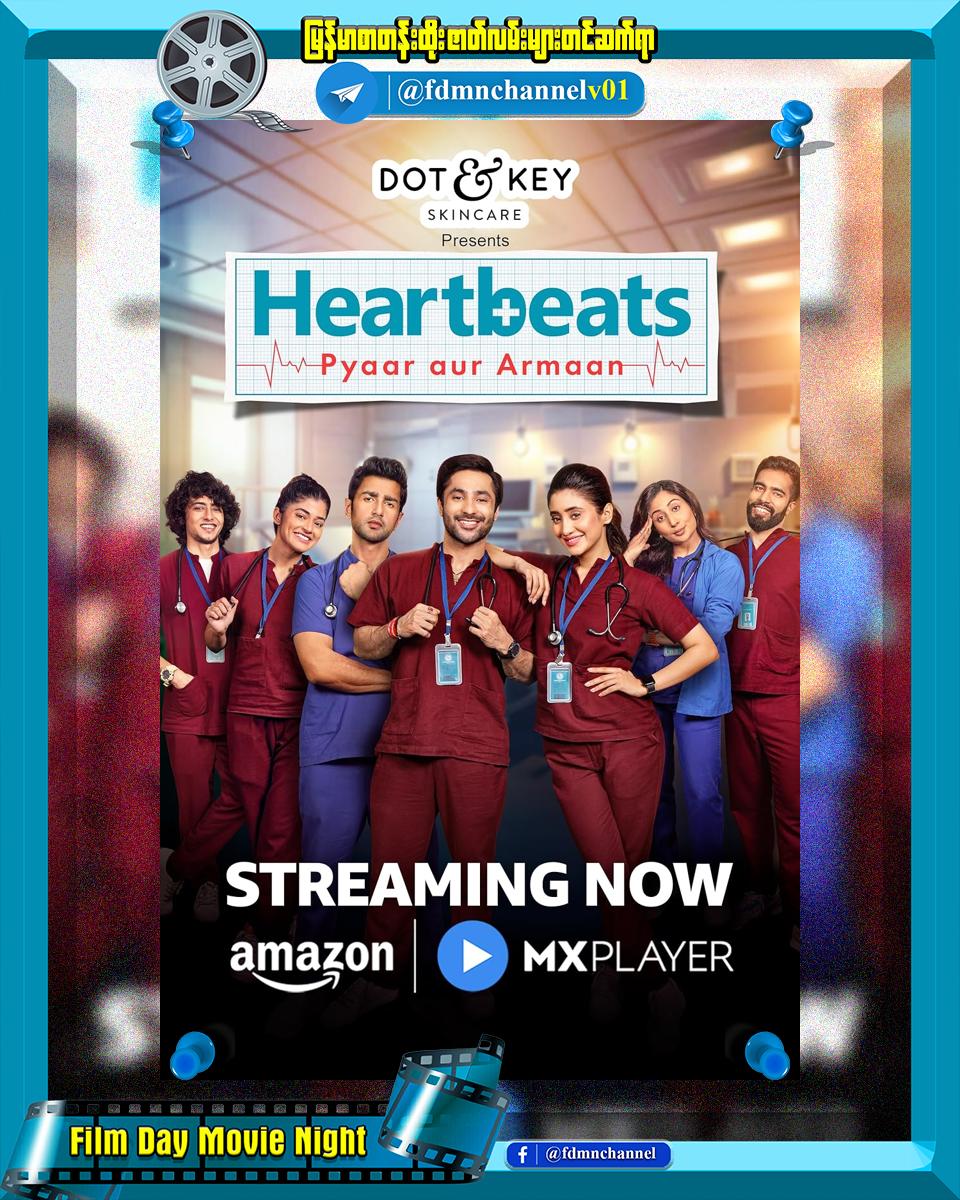 မြန်မာစာတန်းထိုးဇာတ်လမ်းများတင်ဆက်ရာ
@fdmnchannelv01
DOT & KEY
SKINCARE
Presents
Heartbeats
Pyaar aur Armaan
STREAMING NOW
amazon | MXPLAYER
Film Day Movie Night
f | @fdmnchannel